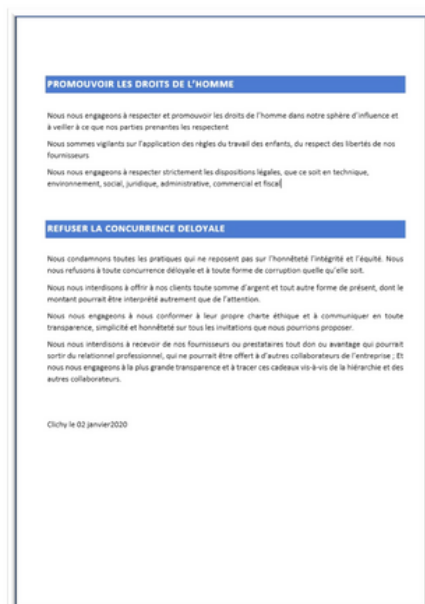 PROMOUVOIR LES DROITS DE L'HOMME
Nous nous engageons à respecter et promouvoir les droits de l'homme dans notre sphère d'influence et
à veiller à ce que nos parties prenantes les respectent
Nous sommes vigilants sur l'application des règles du travail des enfants, du respect des libertés de nos
fournisseurs
Nous nous engageons à respecter strictement les dispositions légales, que ce soit en technique,
environnement, social, juridique, administrative, commercial et fiscal
REFUSER LA CONCURRENCE DELOYALE
Nous condamnons toutes les pratiques qui ne reposent pas sur l'honnêteté l'intégrité et l'équité. Nous
nous refusons à toute concurrence déloyale et à toute forme de corruption quelle qu'elle soit.
Nous nous interdisons à offrir à nos clients toute somme d'argent et tout autre forme de présent, dont le
montant pourrait être interprété autrement que de l'attention.
Nous nous engageons à nous conformer à leur propre charte éthique et à communiquer en toute
transparence, simplicité et honnêteté sur tous les invitations que nous pourrions proposer.
Nous nous interdisons à recevoir de nos fournisseurs ou prestataires tout don ou avantage qui pourrait
sortir du relationnel professionnel, qui ne pourrait être offert à d'autres collaborateurs de l'entreprise ; Et
nous nous engageons à la plus grande transparence et à tracer ces cadeaux vis-à-vis de la hiérarchie et des
autres collaborateurs.
Clichy le 02 janvier2020